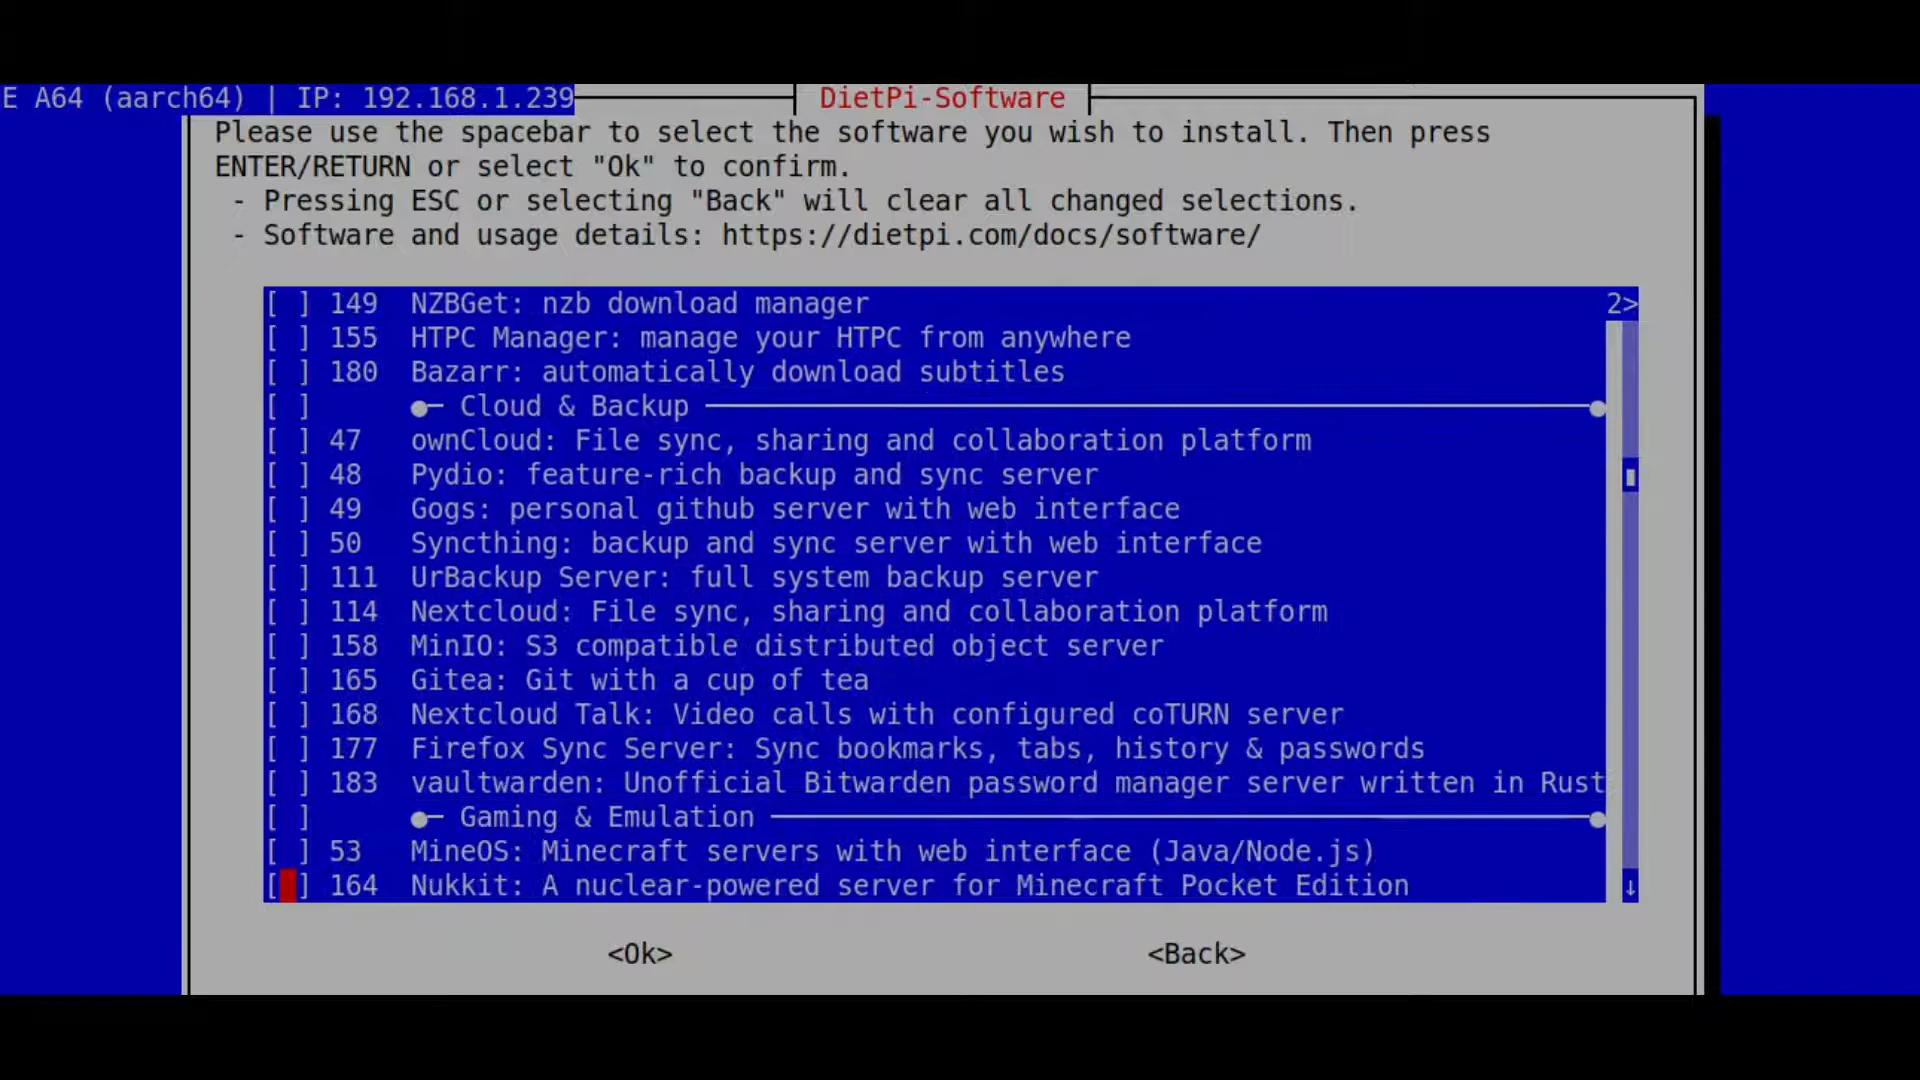 E A64 (aarch64) | IP: 192.168.1.239
DietPi-Software
Please use the spacebar to select the software you wish to install. Then press
ENTER/RETURN or select "Ok" to confirm.
- Pressing ESC or selecting "Back" will clear all changed selections.
- Software and usage details: https://dietpi.com/docs/software/
[ ] 149 NZBGet: nzb download manager 2>
[ ] 155 HTPC Manager: manage your HTPC from anywhere
[ ] 180 Bazarr: automatically download subtitles
[ ] ●─ Cloud & Backup ─●
[ ] 47 ownCloud: File sync, sharing and collaboration platform
[ ] 48 Pydio: feature-rich backup and sync server
[ ] 49 Gogs: personal github server with web interface
[ ] 50 Syncthing: backup and sync server with web interface
[ ] 111 UrBackup Server: full system backup server
[ ] 114 Nextcloud: File sync, sharing and collaboration platform
[ ] 158 MinIO: S3 compatible distributed object server
[ ] 165 Gitea: Git with a cup of tea
[ ] 168 Nextcloud Talk: Video calls with configured coTURN server
[ ] 177 Firefox Sync Server: Sync bookmarks, tabs, history & passwords
[ ] 183 vaultwarden: Unofficial Bitwarden password manager server written in Rust
[ ] ●─ Gaming & Emulation ─●
[ ] 53 MineOS: Minecraft servers with web interface (Java/Node.js)
[ ] 164 Nukkit: A nuclear-powered server for Minecraft Pocket Edition ↓
<Ok> <Back>